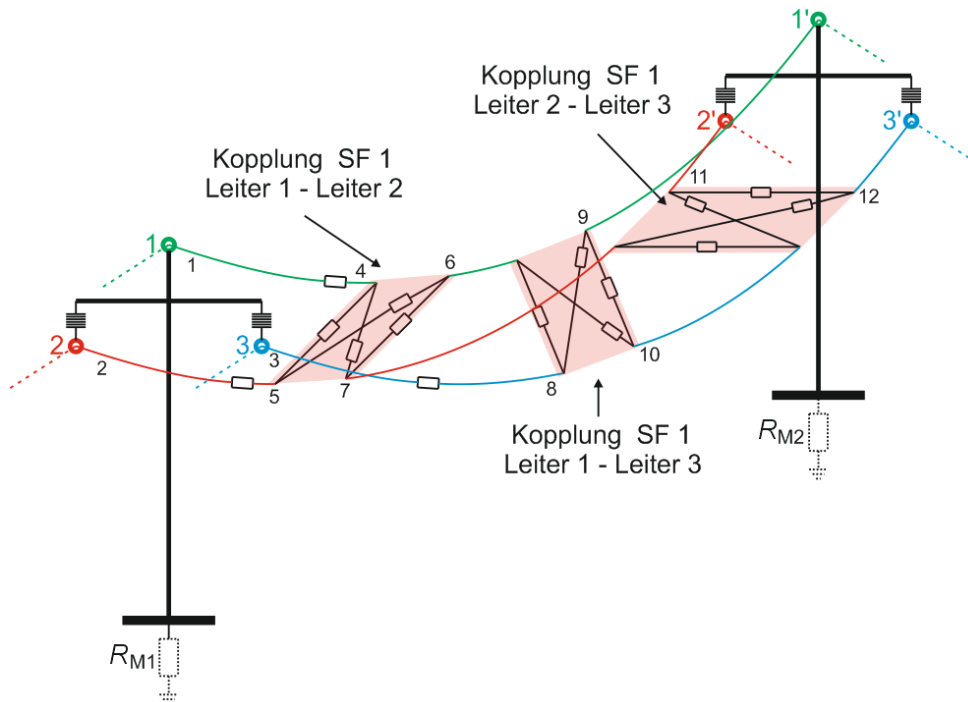 1'
Kopplung SF 1
Leiter 2 - Leiter 3
2'
3'
Kopplung SF 1
Leiter 1 - Leiter 2
11
12
9
1
1
4
6
2
3
2
3
5
7
8
10
R_M2
Kopplung SF 1
Leiter 1 - Leiter 3
R_M1